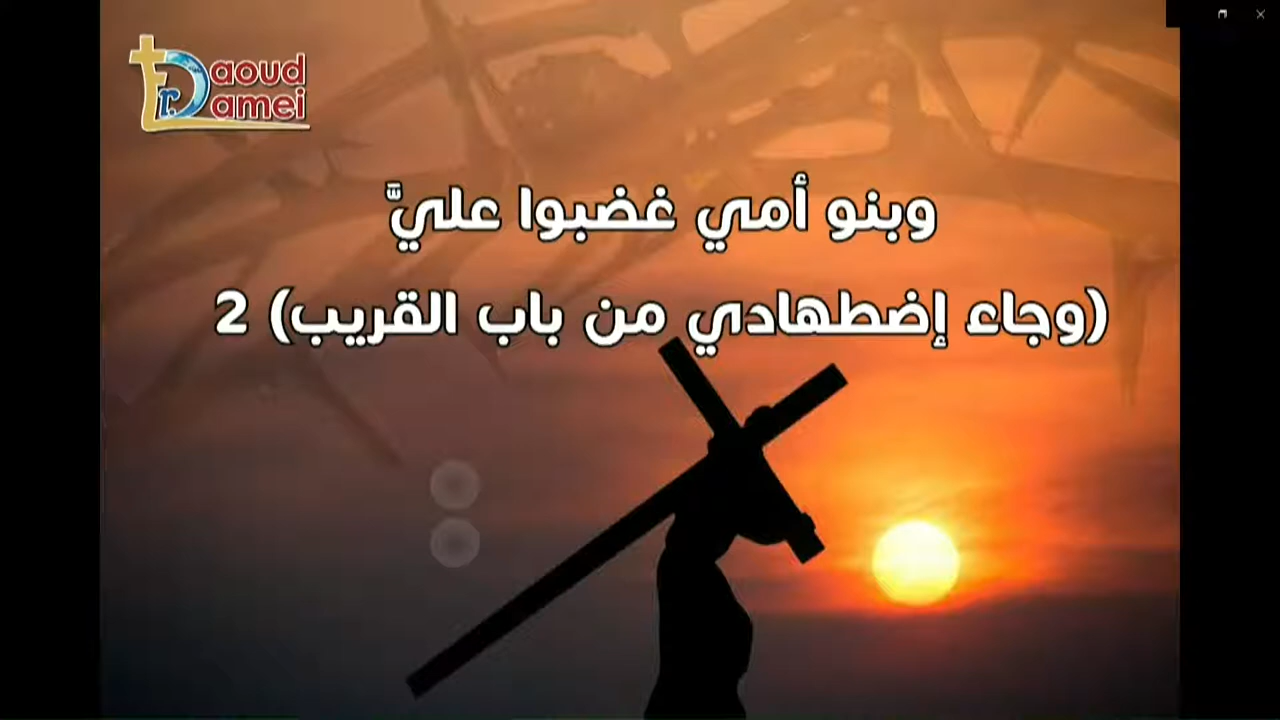 Fr. Daoud
Lamei
وبنو أمي غضبوا عليَّ
(وجاء إضطهادي من باب القريب) 2